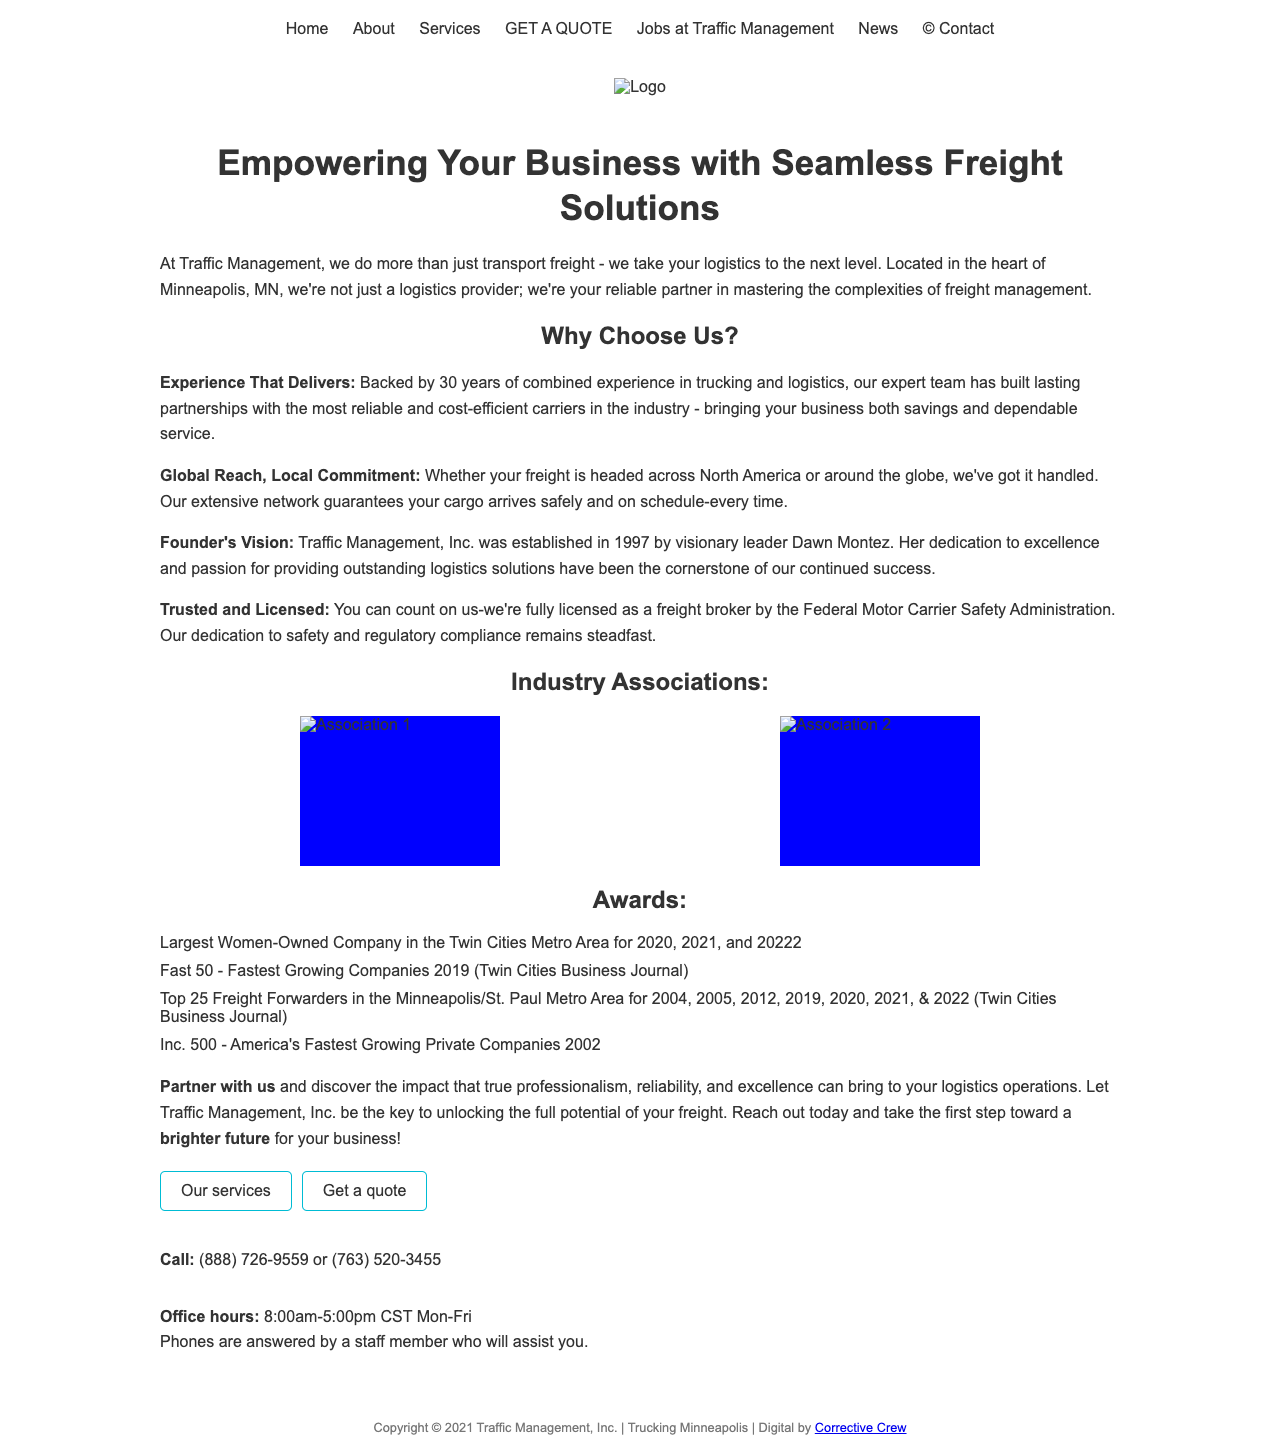 Home About Services GET A QUOTE Jobs at Traffic Management News © Contact
Logo
Empowering Your Business with Seamless Freight
Solutions
At Traffic Management, we do more than just transport freight - we take your logistics to the next level. Located in the heart of
Minneapolis, MN, we're not just a logistics provider; we're your reliable partner in mastering the complexities of freight management.
Why Choose Us?
Experience That Delivers: Backed by 30 years of combined experience in trucking and logistics, our expert team has built lasting
partnerships with the most reliable and cost-efficient carriers in the industry - bringing your business both savings and dependable
service.
Global Reach, Local Commitment: Whether your freight is headed across North America or around the globe, we've got it handled.
Our extensive network guarantees your cargo arrives safely and on schedule-every time.
Founder's Vision: Traffic Management, Inc. was established in 1997 by visionary leader Dawn Montez. Her dedication to excellence
and passion for providing outstanding logistics solutions have been the cornerstone of our continued success.
Trusted and Licensed: You can count on us-we're fully licensed as a freight broker by the Federal Motor Carrier Safety Administration.
Our dedication to safety and regulatory compliance remains steadfast.
Industry Associations:
Association 1 Association 2
Awards:
Largest Women-Owned Company in the Twin Cities Metro Area for 2020, 2021, and 20222
Fast 50 - Fastest Growing Companies 2019 (Twin Cities Business Journal)
Top 25 Freight Forwarders in the Minneapolis/St. Paul Metro Area for 2004, 2005, 2012, 2019, 2020, 2021, & 2022 (Twin Cities
Business Journal)
Inc. 500 - America's Fastest Growing Private Companies 2002
Partner with us and discover the impact that true professionalism, reliability, and excellence can bring to your logistics operations. Let
Traffic Management, Inc. be the key to unlocking the full potential of your freight. Reach out today and take the first step toward a
brighter future for your business!
Our services Get a quote
Call: (888) 726-9559 or (763) 520-3455
Office hours: 8:00am-5:00pm CST Mon-Fri
Phones are answered by a staff member who will assist you.
Copyright © 2021 Traffic Management, Inc. | Trucking Minneapolis | Digital by Corrective Crew